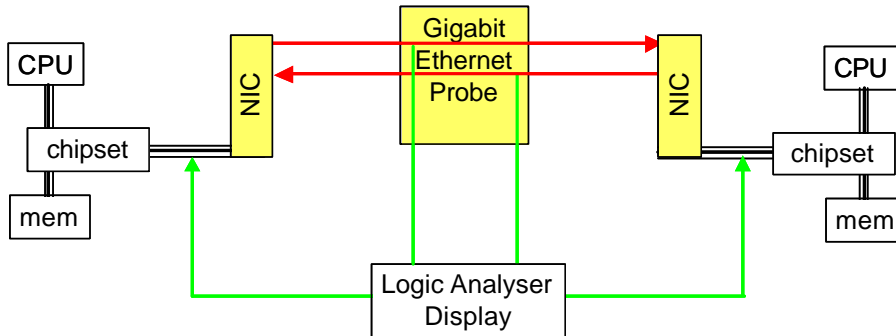 Gigabit
Ethernet
Probe
CPU
NIC
chipset
mem
NIC
CPU
chipset
mem
Logic Analyser
Display